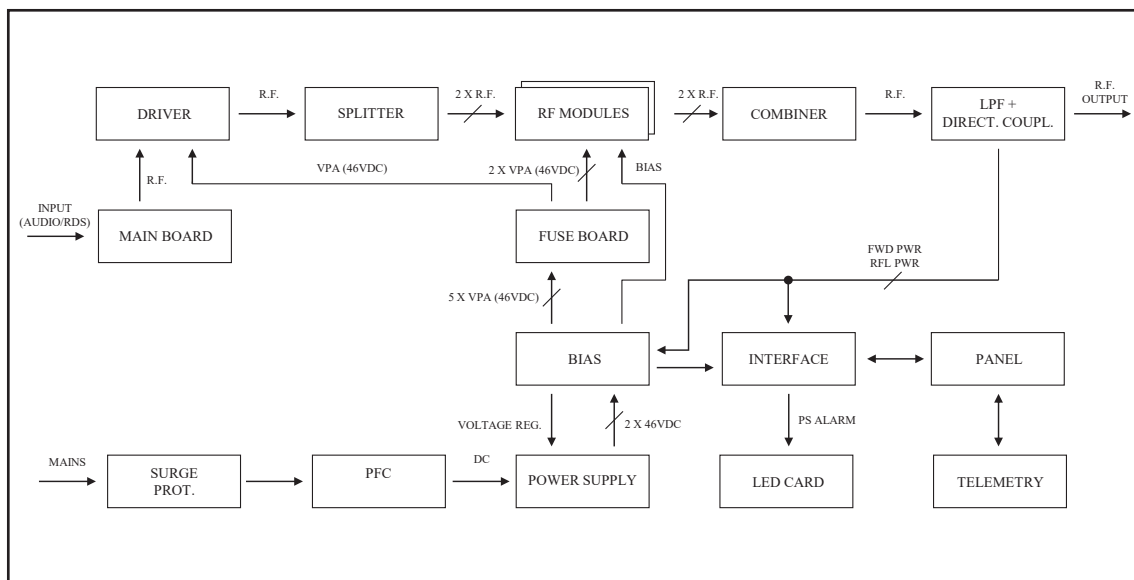 R.F.
2 X R.F.
2 X R.F.
R.F.
R.F.
OUTPUT
DRIVER
SPLITTER
RF MODULES
COMBINER
LPF +
DIRECT. COUPL.
VPA (46VDC)
2 X VPA (46VDC)
BIAS
R.F.
INPUT
(AUDIO/RDS)
MAIN BOARD
FUSE BOARD
FWD PWR
RFL PWR
5 X VPA (46VDC)
BIAS
INTERFACE
PANEL
VOLTAGE REG.
2 X 46VDC
PS ALARM
MAINS
DC
SURGE
PROT.
PFC
POWER SUPPLY
LED CARD
TELEMETRY